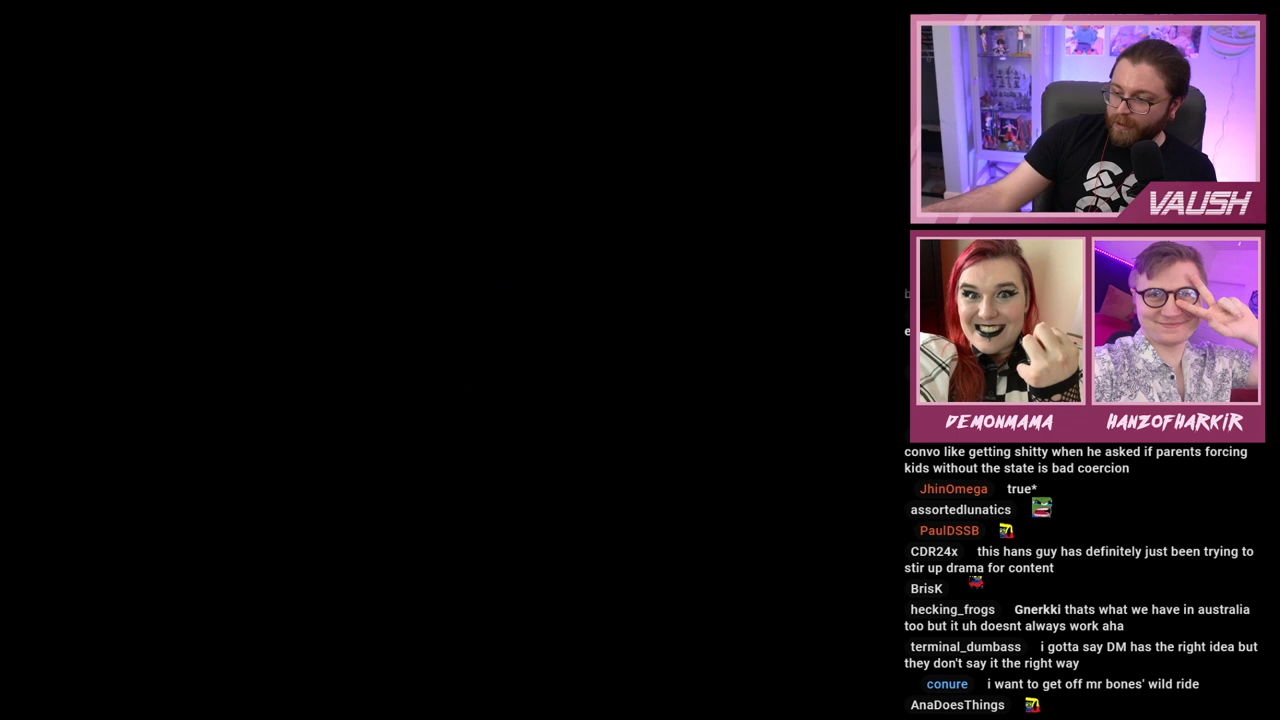 VAUSH
b
e
DEMONMAMA HANZOFHARKIR
convo like getting shitty when he asked if parents forcing
kids without the state is bad coercion
JhinOmega true*
assortedlunatics
PaulDSSB
CDR24x this hans guy has definitely just been trying to
stir up drama for content
BrisK
hecking_frogs Gnerkki thats what we have in australia
too but it uh doesnt always work aha
terminal_dumbass i gotta say DM has the right idea but
they don't say it the right way
conure i want to get off mr bones' wild ride
AnaDoesThings